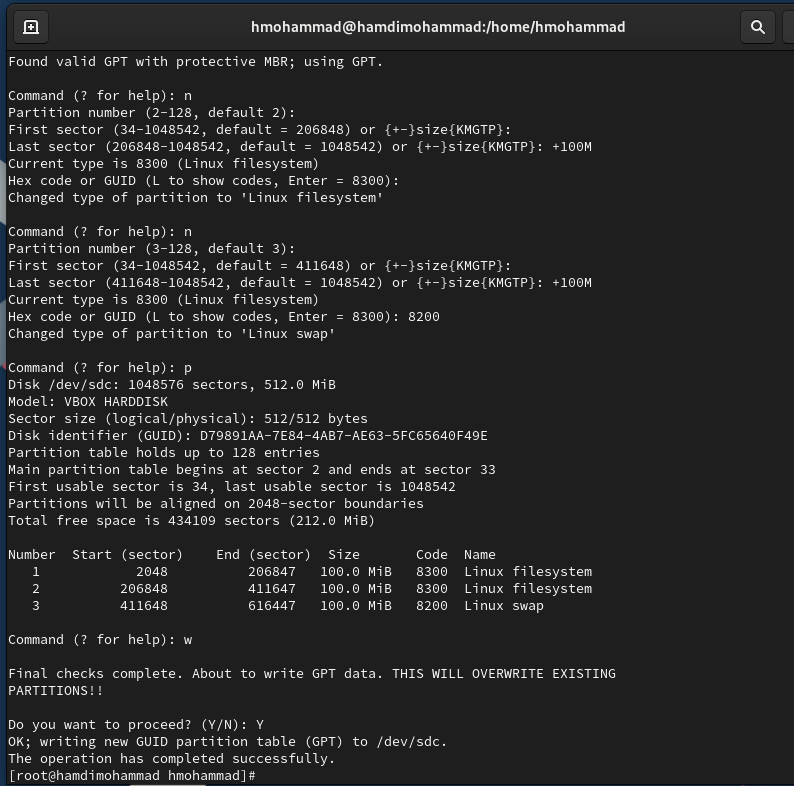 hmohammad@hamdimohammad:/home/hmohammad
Found valid GPT with protective MBR; using GPT.
Command (? for help): n
Partition number (2-128, default 2):
First sector (34-1048542, default = 206848) or {+-}size{KMGTP}:
Last sector (206848-1048542, default = 1048542) or {+-}size{KMGTP}: +100M
Current type is 8300 (Linux filesystem)
Hex code or GUID (L to show codes, Enter = 8300):
Changed type of partition to 'Linux filesystem'
Command (? for help): n
Partition number (3-128, default 3):
First sector (34-1048542, default = 411648) or {+-}size{KMGTP}:
Last sector (411648-1048542, default = 1048542) or {+-}size{KMGTP}: +100M
Current type is 8300 (Linux filesystem)
Hex code or GUID (L to show codes, Enter = 8300): 8200
Changed type of partition to 'Linux swap'
Command (? for help): p
Disk /dev/sdc: 1048576 sectors, 512.0 MiB
Model: VBOX HARDDISK
Sector size (logical/physical): 512/512 bytes
Disk identifier (GUID): D79891AA-7E84-4AB7-AE63-5FC65640F49E
Partition table holds up to 128 entries
Main partition table begins at sector 2 and ends at sector 33
First usable sector is 34, last usable sector is 1048542
Partitions will be aligned on 2048-sector boundaries
Total free space is 434109 sectors (212.0 MiB)
Number  Start (sector)    End (sector)  Size       Code  Name
   1            2048          206847   100.0 MiB   8300  Linux filesystem
   2          206848          411647   100.0 MiB   8300  Linux filesystem
   3          411648          616447   100.0 MiB   8200  Linux swap
Command (? for help): w
Final checks complete. About to write GPT data. THIS WILL OVERWRITE EXISTING
PARTITIONS!!
Do you want to proceed? (Y/N): Y
OK; writing new GUID partition table (GPT) to /dev/sdc.
The operation has completed successfully.
[root@hamdimohammad hmohammad]#